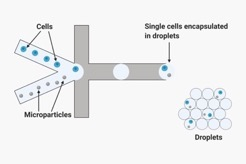 Cells
Single cells encapsulated
in droplets
Microparticles
Droplets